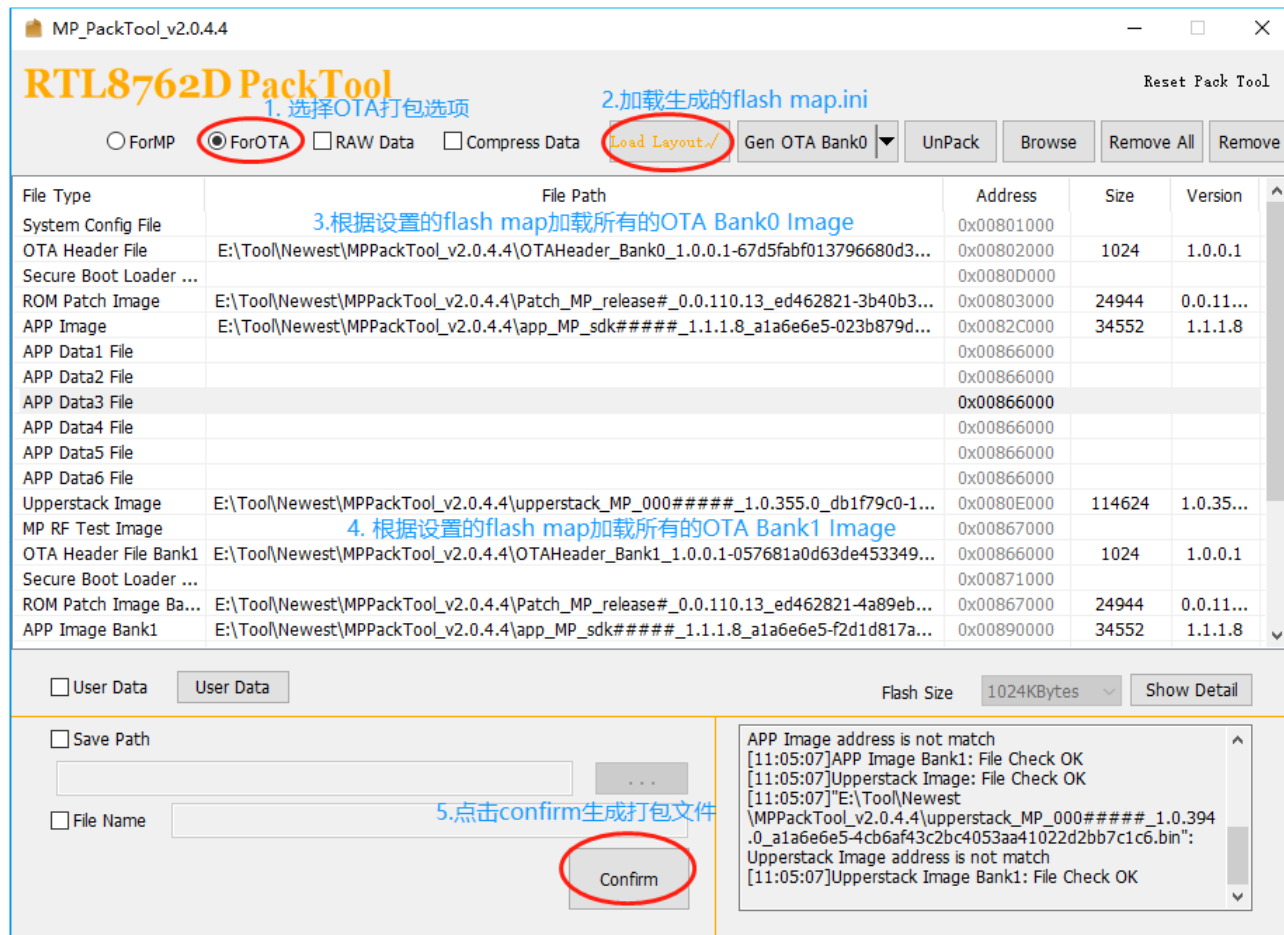 MP_PackTool_v2.0.4.4
RTL8762D PackTool
Reset Pack Tool
1. 选择OTA打包选项
2.加载生成的flash map.ini
ForMP ForOTA RAW Data Compress Data Load Layout√ Gen OTA Bank0 UnPack Browse Remove All Remove
File Type File Path Address Size Version
3.根据设置的flash map加载所有的OTA Bank0 Image
System Config File 0x00801000
OTA Header File E:\Tool\Newest\MPPackTool_v2.0.4.4\OTAHeader_Bank0_1.0.0.1-67d5fabf013796680d3... 0x00802000 1024 1.0.0.1
Secure Boot Loader ... 0x0080D000
ROM Patch Image E:\Tool\Newest\MPPackTool_v2.0.4.4\Patch_MP_release#_0.0.110.13_ed462821-3b40b3... 0x00803000 24944 0.0.11...
APP Image E:\Tool\Newest\MPPackTool_v2.0.4.4\app_MP_sdk#####_1.1.1.8_a1a6e6e5-023b879d... 0x0082C000 34552 1.1.1.8
APP Data1 File 0x00866000
APP Data2 File 0x00866000
APP Data3 File 0x00866000
APP Data4 File 0x00866000
APP Data5 File 0x00866000
APP Data6 File 0x00866000
Upperstack Image E:\Tool\Newest\MPPackTool_v2.0.4.4\upperstack_MP_000#####_1.0.355.0_db1f79c0-1... 0x0080E000 114624 1.0.35...
4. 根据设置的flash map加载所有的OTA Bank1 Image
MP RF Test Image 0x00867000
OTA Header File Bank1 E:\Tool\Newest\MPPackTool_v2.0.4.4\OTAHeader_Bank1_1.0.0.1-057681a0d63de453349... 0x00866000 1024 1.0.0.1
Secure Boot Loader ... 0x00871000
ROM Patch Image Ba... E:\Tool\Newest\MPPackTool_v2.0.4.4\Patch_MP_release#_0.0.110.13_ed462821-4a89eb... 0x00867000 24944 0.0.11...
APP Image Bank1 E:\Tool\Newest\MPPackTool_v2.0.4.4\app_MP_sdk#####_1.1.1.8_a1a6e6e5-f2d1d817a... 0x00890000 34552 1.1.1.8
User Data User Data Flash Size 1024KBytes Show Detail
Save Path
...
File Name
5.点击confirm生成打包文件
Confirm
APP Image address is not match
[11:05:07]APP Image Bank1: File Check OK
[11:05:07]Upperstack Image: File Check OK
[11:05:07]"E:\Tool\Newest
\MPPackTool_v2.0.4.4\upperstack_MP_000#####_1.0.394
.0_a1a6e6e5-4cb6af43c2bc4053aa41022d2bb7c1c6.bin":
Upperstack Image address is not match
[11:05:07]Upperstack Image Bank1: File Check OK